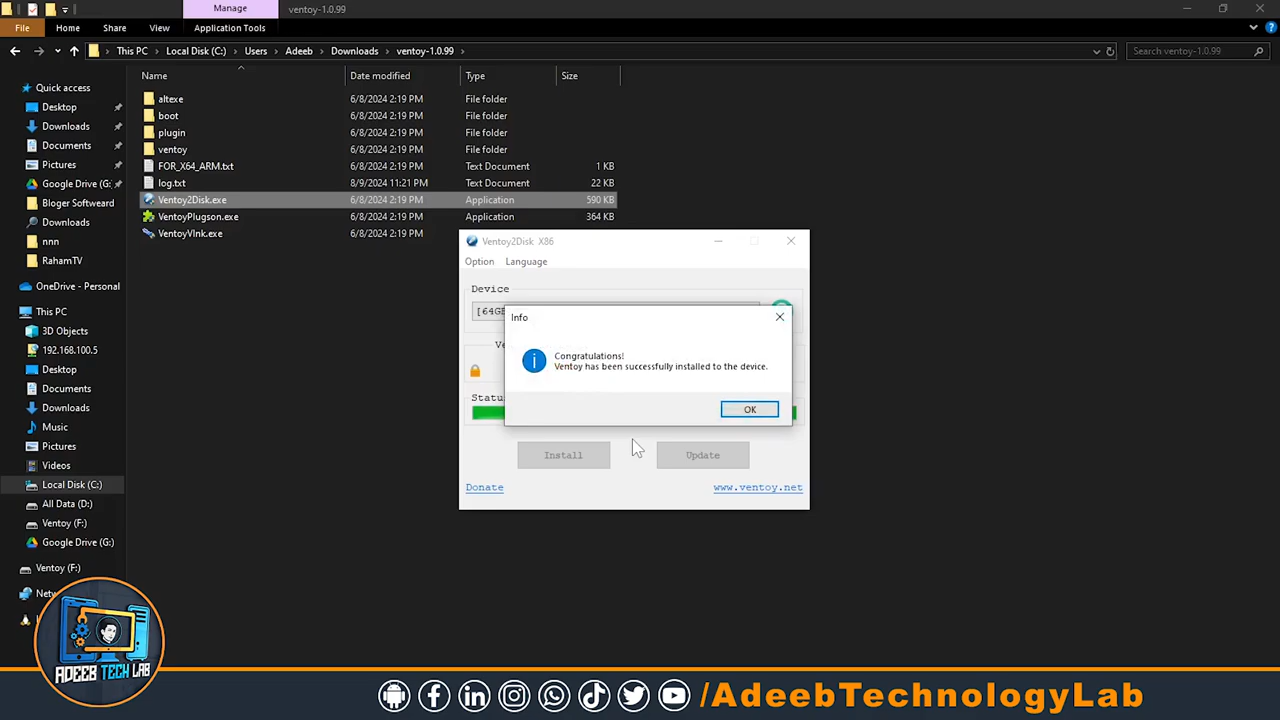 Manage
ventoy-1.0.99
File
Home
Share
View
Application Tools
This PC
Local Disk (C:)
Users
Adeeb
Downloads
ventoy-1.0.99
Search ventoy-1.0.99
Name
Date modified
Type
Size
altexe 6/8/2024 2:19 PM File folder
boot 6/8/2024 2:19 PM File folder
plugin 6/8/2024 2:19 PM File folder
ventoy 6/8/2024 2:19 PM File folder
FOR_X64_ARM.txt 6/8/2024 2:19 PM Text Document 1 KB
log.txt 8/9/2024 11:21 PM Text Document 22 KB
Ventoy2Disk.exe 6/8/2024 2:19 PM Application 590 KB
VentoyPlugson.exe 6/8/2024 2:19 PM Application 364 KB
VentoyVlnk.exe 6/8/2024 2:19 PM
Quick access
Desktop
Downloads
Documents
Pictures
Google Drive (G:
Bloger Softweard
Downloads
nnn
RahamTV
OneDrive - Personal
This PC
3D Objects
192.168.100.5
Desktop
Documents
Downloads
Music
Pictures
Videos
Local Disk (C:)
All Data (D:)
Ventoy (F:)
Google Drive (G:)
Ventoy (F:)
Ventoy2Disk X86
Option Language
Device
[64G
Info
Congratulations!
Ventoy has been successfully installed to the device.
OK
Ve
Statu
Install
Update
Donate
www.ventoy.net
ADEEB TECH LAB
/AdeebTechnologyLab